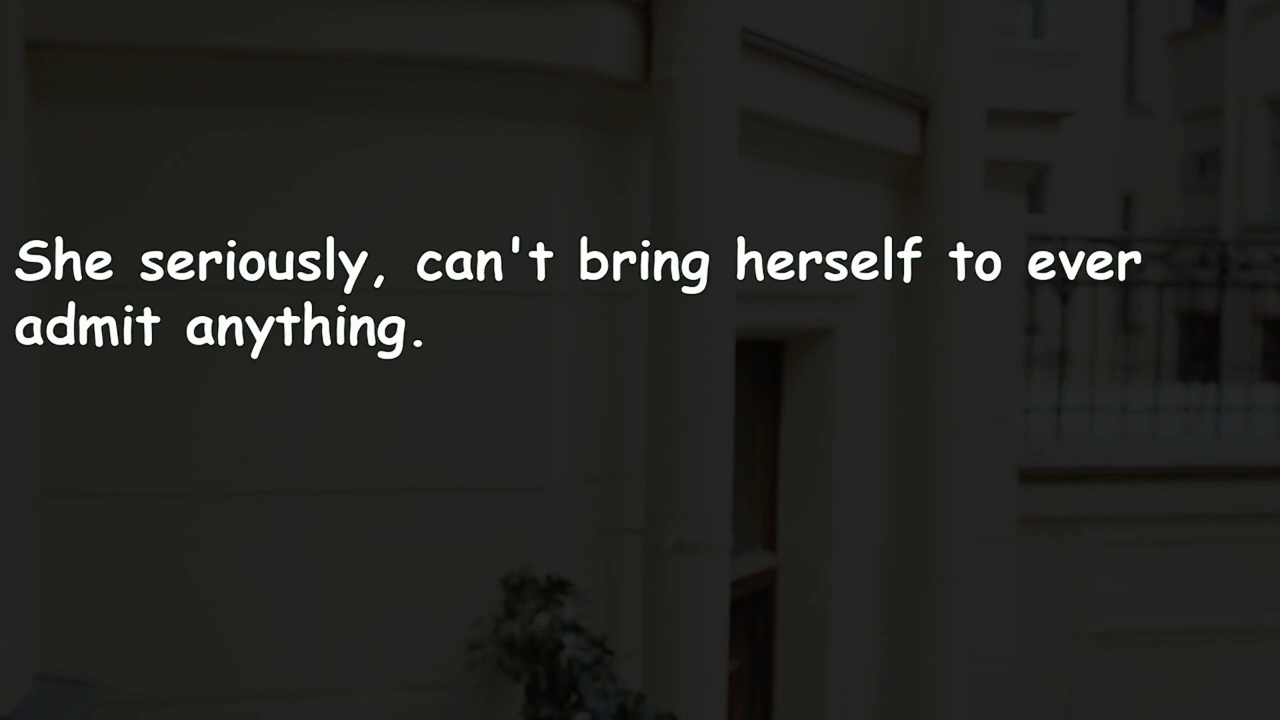 She seriously, can't bring herself to ever
admit anything.